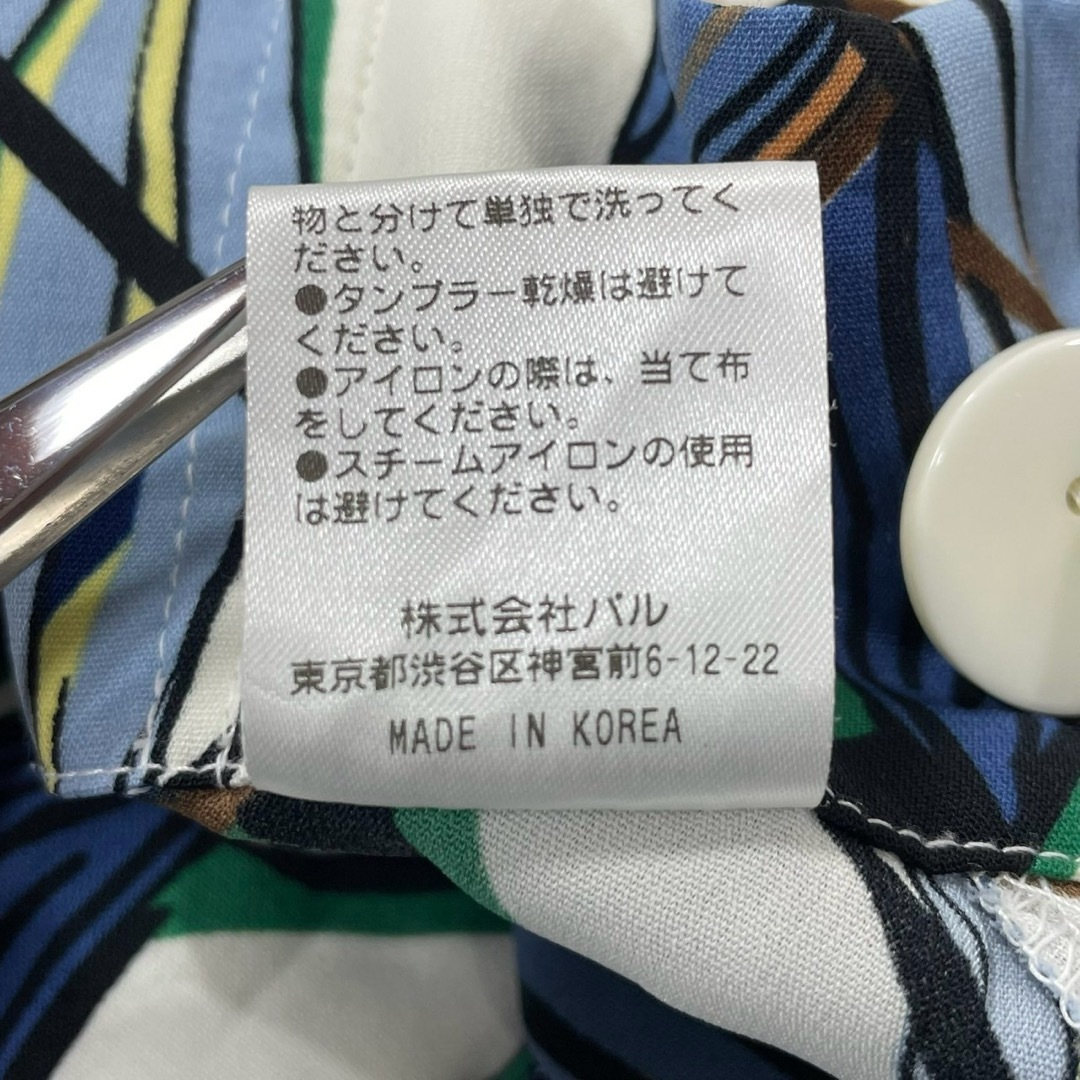 物と分けて単独で洗ってく
ださい。
●タンブラー乾燥は避けて
ください。
●アイロンの際は、当て布
をしてください。
●スチームアイロンの使用
は避けてください。
株式会社パル
東京都渋谷区神宮前6-12-22
MADE IN KOREA